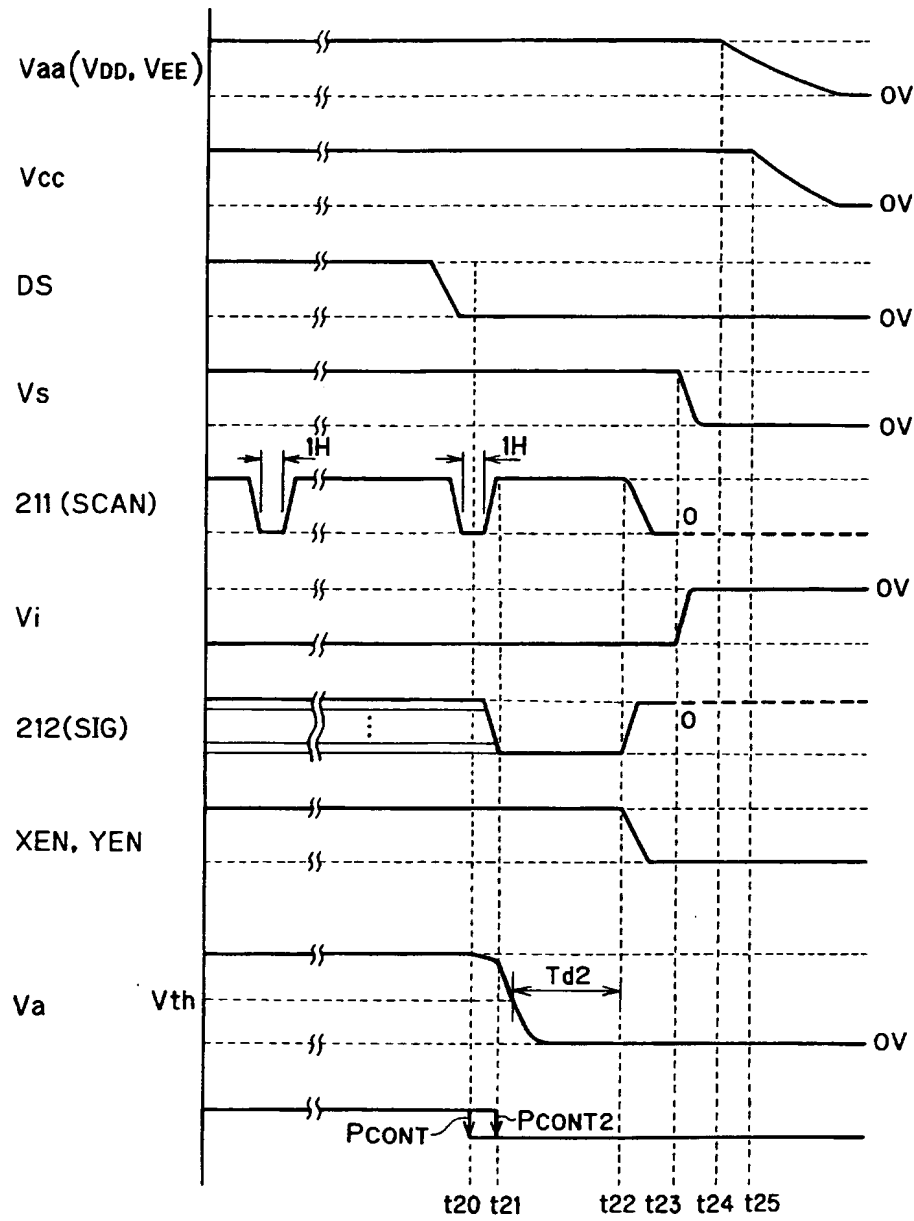 Vaa(VDD, VEE)
0V
Vcc
0V
DS
0V
Vs
0V
1H
1H
211 (SCAN)
0
Vi
0V
212(SIG)
0
XEN, YEN
Td2
Va
Vth
0V
PCONT
PCONT2
t20 t21 t22 t23 t24 t25